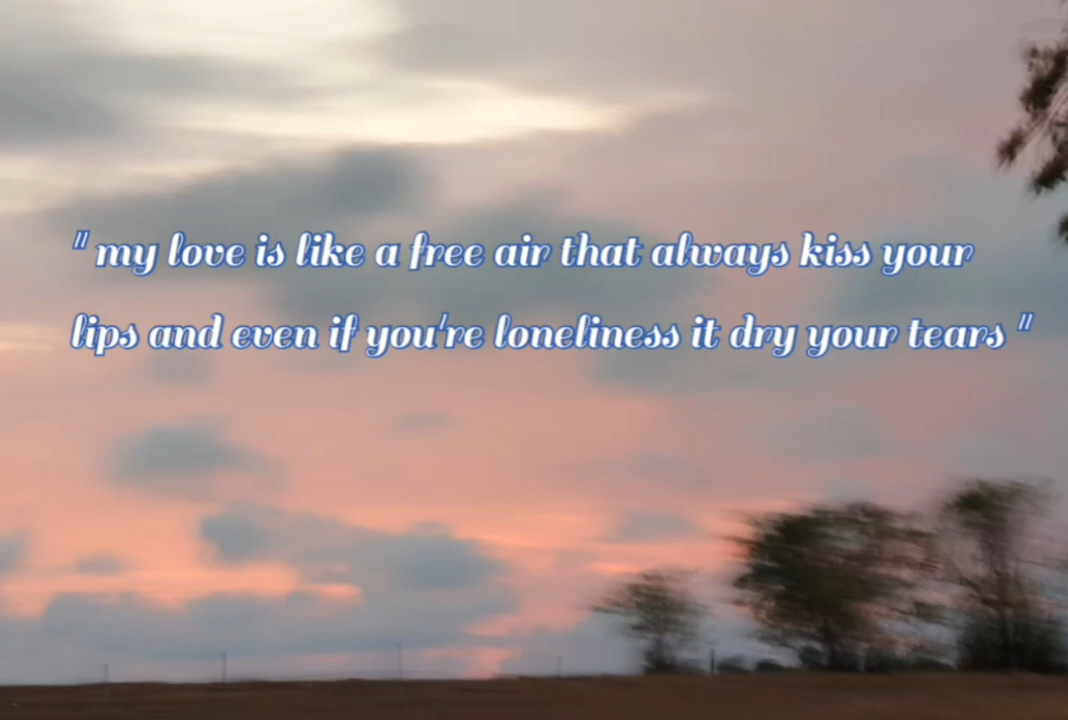 " my love is like a free air that always kiss your
lips and even if you're loneliness it dry your tears "